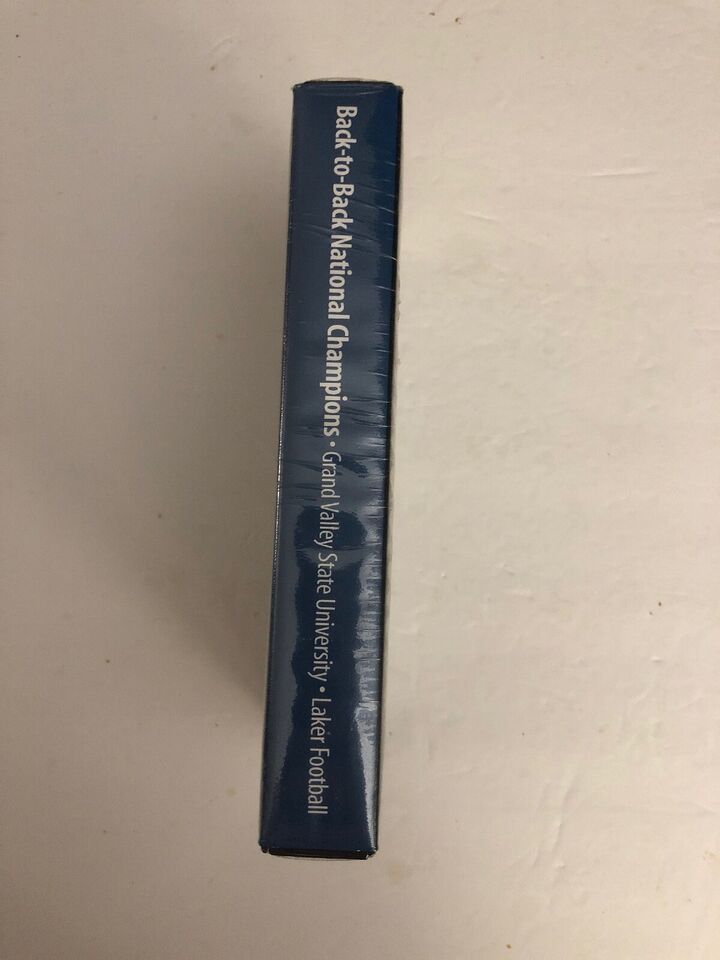 Back-to-Back National Champions • Grand Valley State University • Laker Football